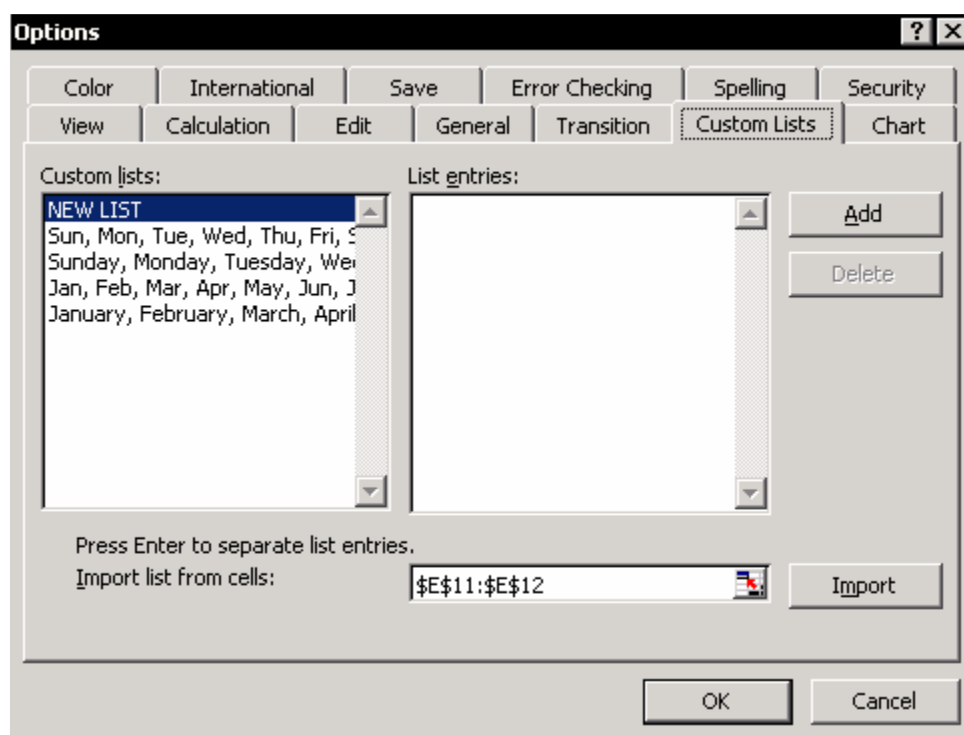 Options
Color International Save Error Checking Spelling Security
View Calculation Edit General Transition Custom Lists Chart
Custom lists: List entries:
NEW LIST Add
Sun, Mon, Tue, Wed, Thu, Fri, S
Sunday, Monday, Tuesday, We
Delete
Jan, Feb, Mar, Apr, May, Jun, J
January, February, March, April
Press Enter to separate list entries.
Import list from cells: $E$11:$E$12 Import
OK Cancel